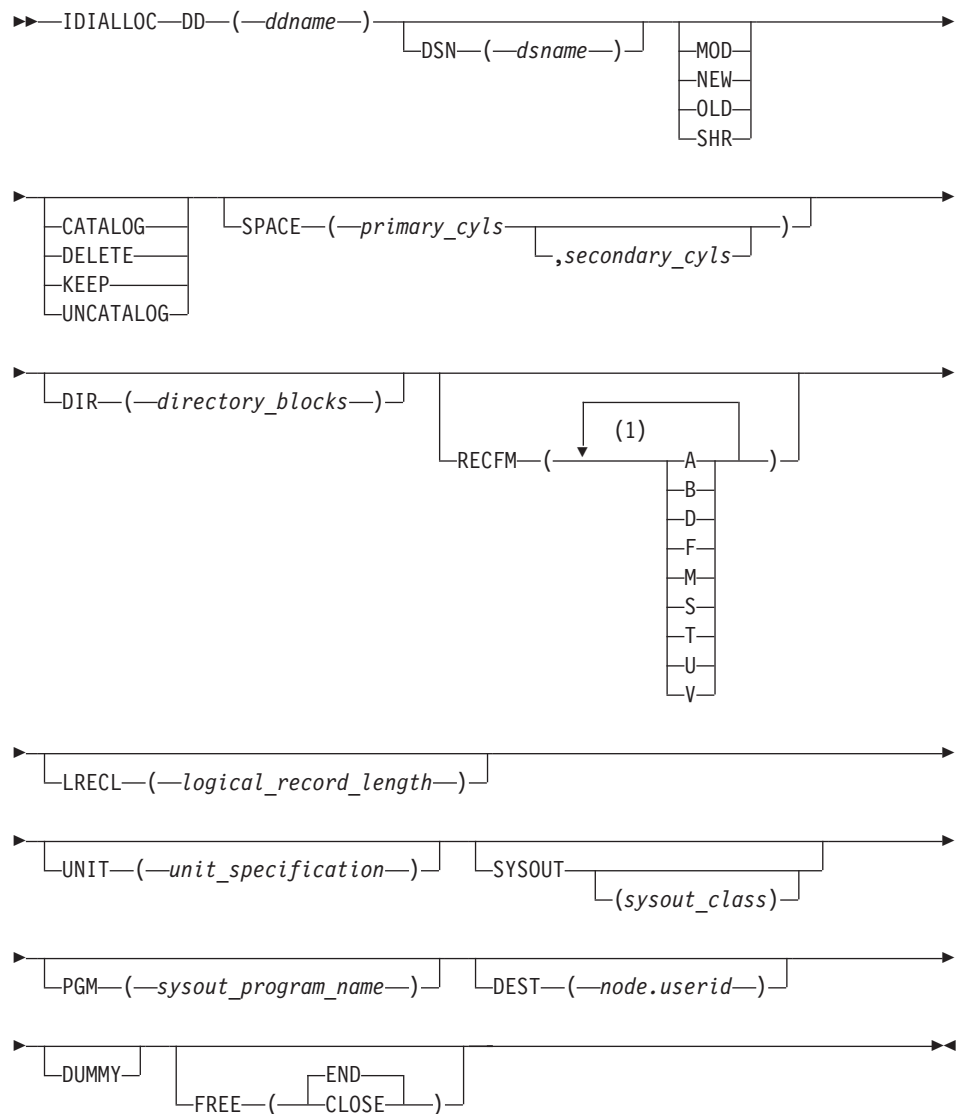 IDIALLOC DD ( ddname )
DSN ( dsname )
MOD
NEW
OLD
SHR
CATALOG
DELETE
KEEP
UNCATALOG
SPACE ( primary_cyls )
,secondary_cyls
DIR ( directory_blocks )
RECFM ( )
(1)
A
B
D
F
M
S
T
U
V
LRECL ( logical_record_length )
UNIT ( unit_specification )
SYSOUT
(sysout_class)
PGM ( sysout_program_name )
DEST ( node.userid )
DUMMY
FREE ( )
END
CLOSE